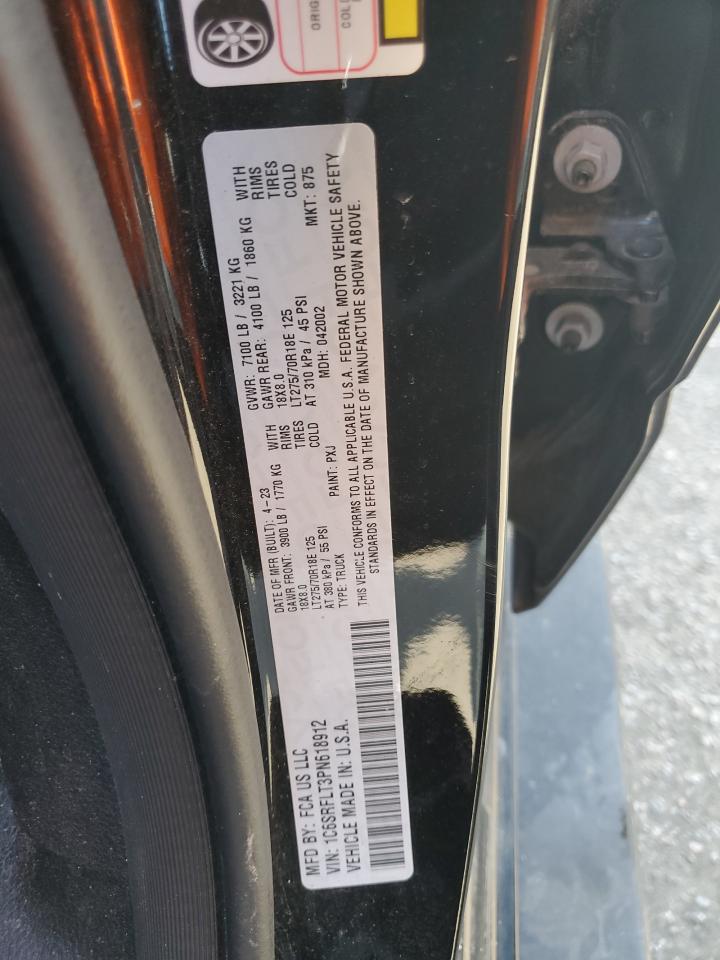 ORIG
COLD
MFD BY: FCA US LLC
VIN: 1C6SRFLT3PN618912
VEHICLE MADE IN: U.S.A.
DATE OF MFR (BUILT): 4-23
GAWR FRONT: 3900 LB / 1770 KG WITH
18X8.0 RIMS
LT275/70R18E 125 TIRES
AT 380 kPa / 55 PSI COLD
TYPE: TRUCK PAINT: PXJ
GVWR: 7100 LB / 3221 KG
GAWR REAR: 4100 LB / 1860 KG WITH
18X8.0 RIMS
LT275/70R18E 125 TIRES
AT 310 kPa / 45 PSI COLD
MDH: 042002 MKT: 875
THIS VEHICLE CONFORMS TO ALL APPLICABLE U.S.A. FEDERAL MOTOR VEHICLE SAFETY
STANDARDS IN EFFECT ON THE DATE OF MANUFACTURE SHOWN ABOVE.